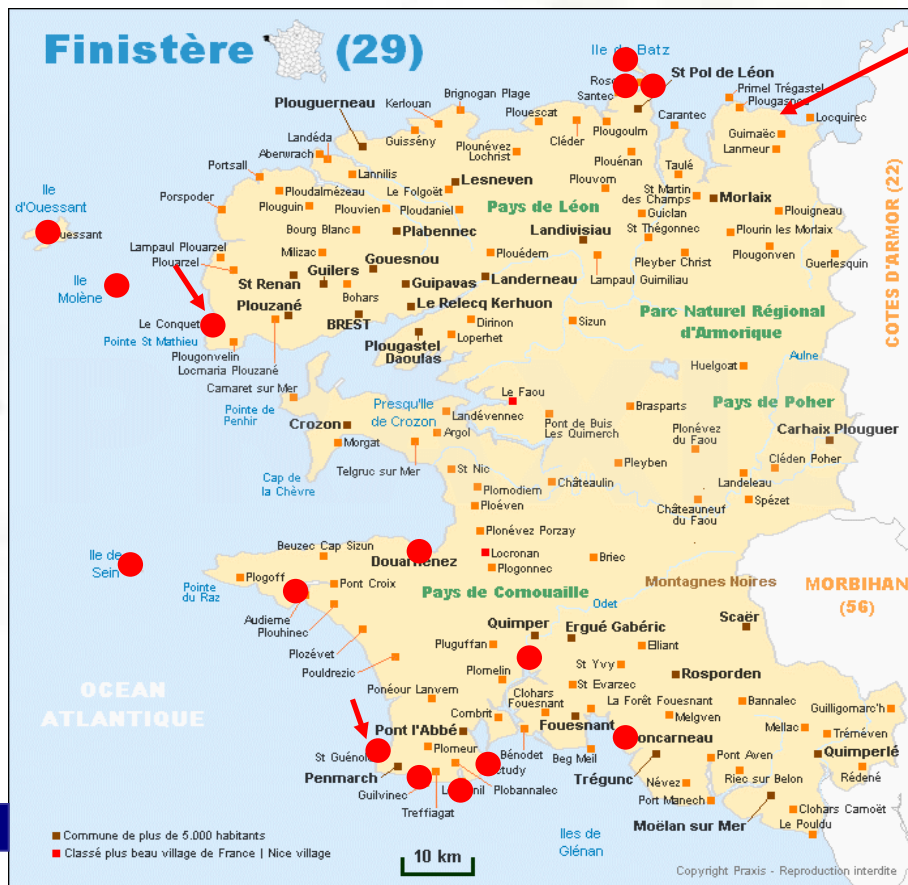 Finistère (29)
Ile de Batz
St Pol de Léon
Santec
Primel Trégastel
Plougasnou
Locquirec
Carantec
Guimaëc
Lanmeur
Plouguerneau
Kerlouan
Brignogan Plage
Plouescat
Cléder
Plougoulm
Guissény
Landéda
Aberwrach
Plounévez
Lochrist
Plouénan
Taulé
Portsall
Lannilis
Lesneven
Le Folgoët
Plouvorn
St Martin
des Champs
Morlaix
Ile
d'Ouessant
Porspoder
Ploudalmézeau
Plouguin
Plouvien
Ploudaniel
Pays de Léon
Guiclan
Plouigneau
Bourg Blanc
Plabennec
Landivisiau
St Thégonnec
Plourin les Morlaix
Lampaul Plouarzel
Plouarzel
Milizac
Gouesnou
Plouédern
Pleyber Christ
Plougonven
Guerlesquin
Guilers
St Renan
Guipavas
Landerneau
Lampaul Guimiliau
Ile
Molène
Bohars
Plouzané
Le Relecq Kerhuon
Parc Naturel Régional
d'Armorique
Le Conquet
BREST
Dirinon
Sizun
Pointe St Mathieu
Plougastel
Daoulas
Loperhet
Plougonvelin
Locmaria Plouzané
Huelgoat
Aulne
Camaret sur Mer
Le Faou
Presqu'Ile
de Crozon
Landévennec
Brasparts
Pays de Poher
Pointe de
Penhir
Crozon
Argol
Pont de Buis
Les Quimerch
Plonévez
du Faou
Carhaix Plouguer
Morgat
Telgruc sur Mer
St Nic
Pleyben
Cléden Poher
Cap de
la Chèvre
Châteaulin
Landeleau
Plomodiern
Ploéven
Châteauneuf
du Faou
Spézet
Plonévez Porzay
Ile de
Sein
Beuzec Cap Sizun
Douarnenez
Locronan
Briec
Plogonnec
Plogoff
Pont Croix
Pays de Cornouaille
Montagnes Noires
Pointe
du Raz
Audierne
Plouhinec
Odet
Quimper
Ergué Gabéric
Scaër
Plozévet
Pluguffan
Elliant
Pouldrezic
Plomelin
St Yvy
Rosporden
OCEAN
ATLANTIQUE
Ponéour Lanvern
St Evarzec
Clohars
Fouesnant
La Forêt Fouesnant
Bannalec
Guilligomarc'h
Combrit
Melgven
Pont l'Abbé
Fouesnant
Mellac
Tréméven
Plomeur
Bénodet
Beg Meil
Pont Aven
Quimperlé
Penmarch
Plobannalec
Trégunc
Riec sur Belon
Rédené
Guilvinec
Névez
Treffiagat
Port Manech
Clohars Camoët
Moëlan sur Mer
Le Pouldu
Iles de
Glénan
COTES D'ARMOR (22)
MORBIHAN
(56)
Commune de plus de 5.000 habitants
Classé plus beau village de France | Nice village
10 km
Copyright Praxis - Reproduction interdite